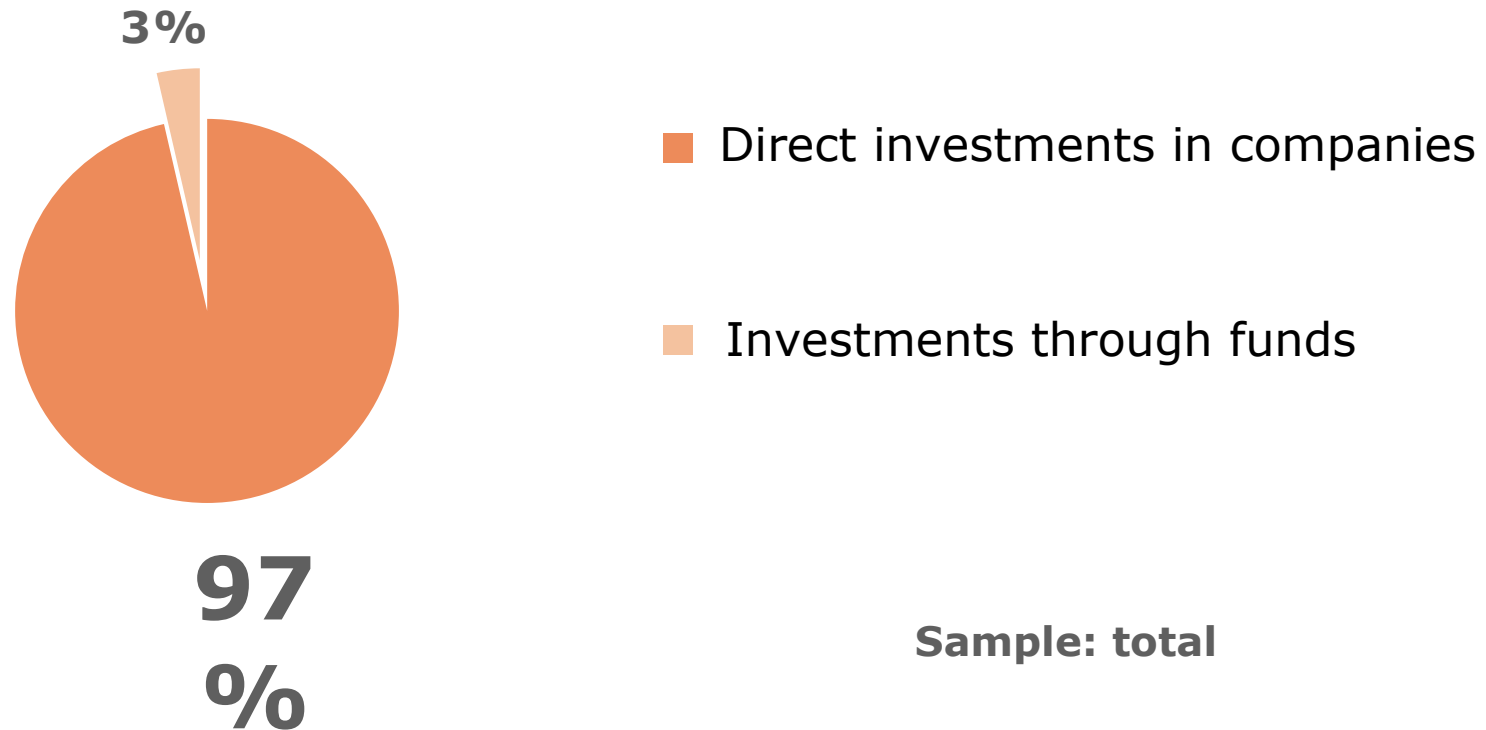 3%
Direct investments in companies
Investments through funds
97
%
Sample: total